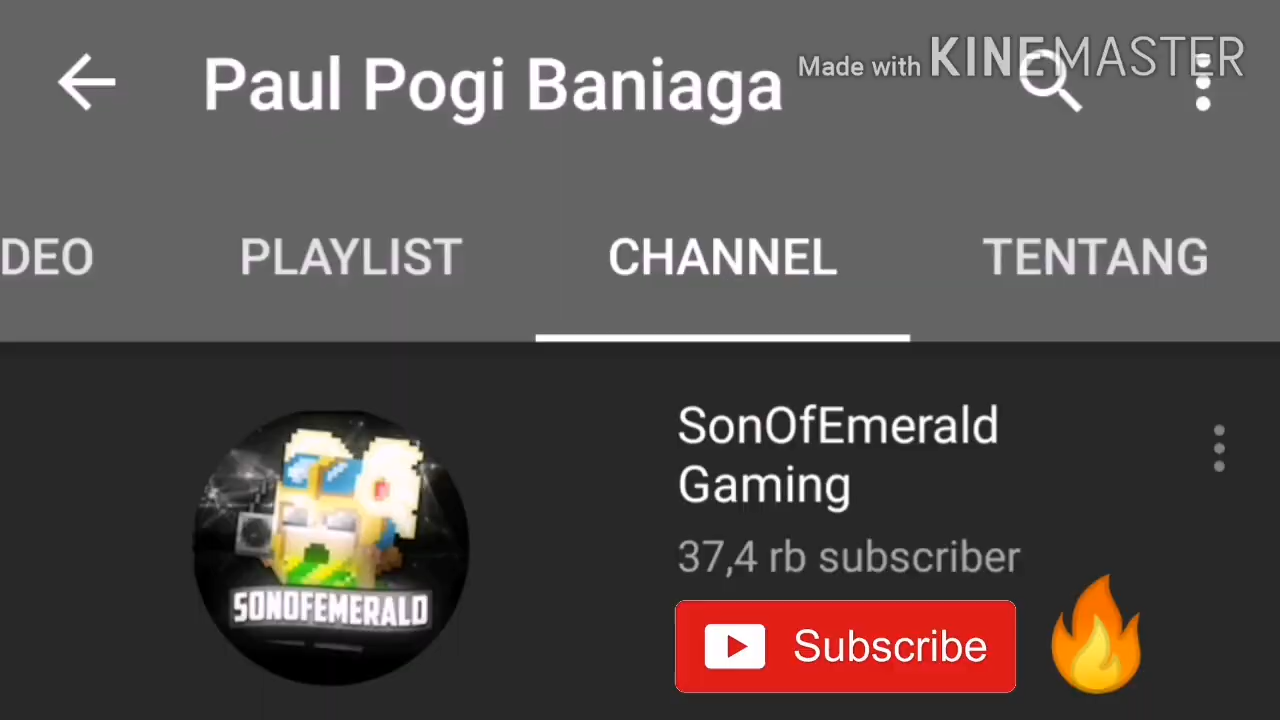 Paul Pogi Baniaga
Made with KINEMASTER
DEO PLAYLIST CHANNEL TENTANG
SonOfEmerald
Gaming
37,4 rb subscriber
SONOFEMERALD
Subscribe